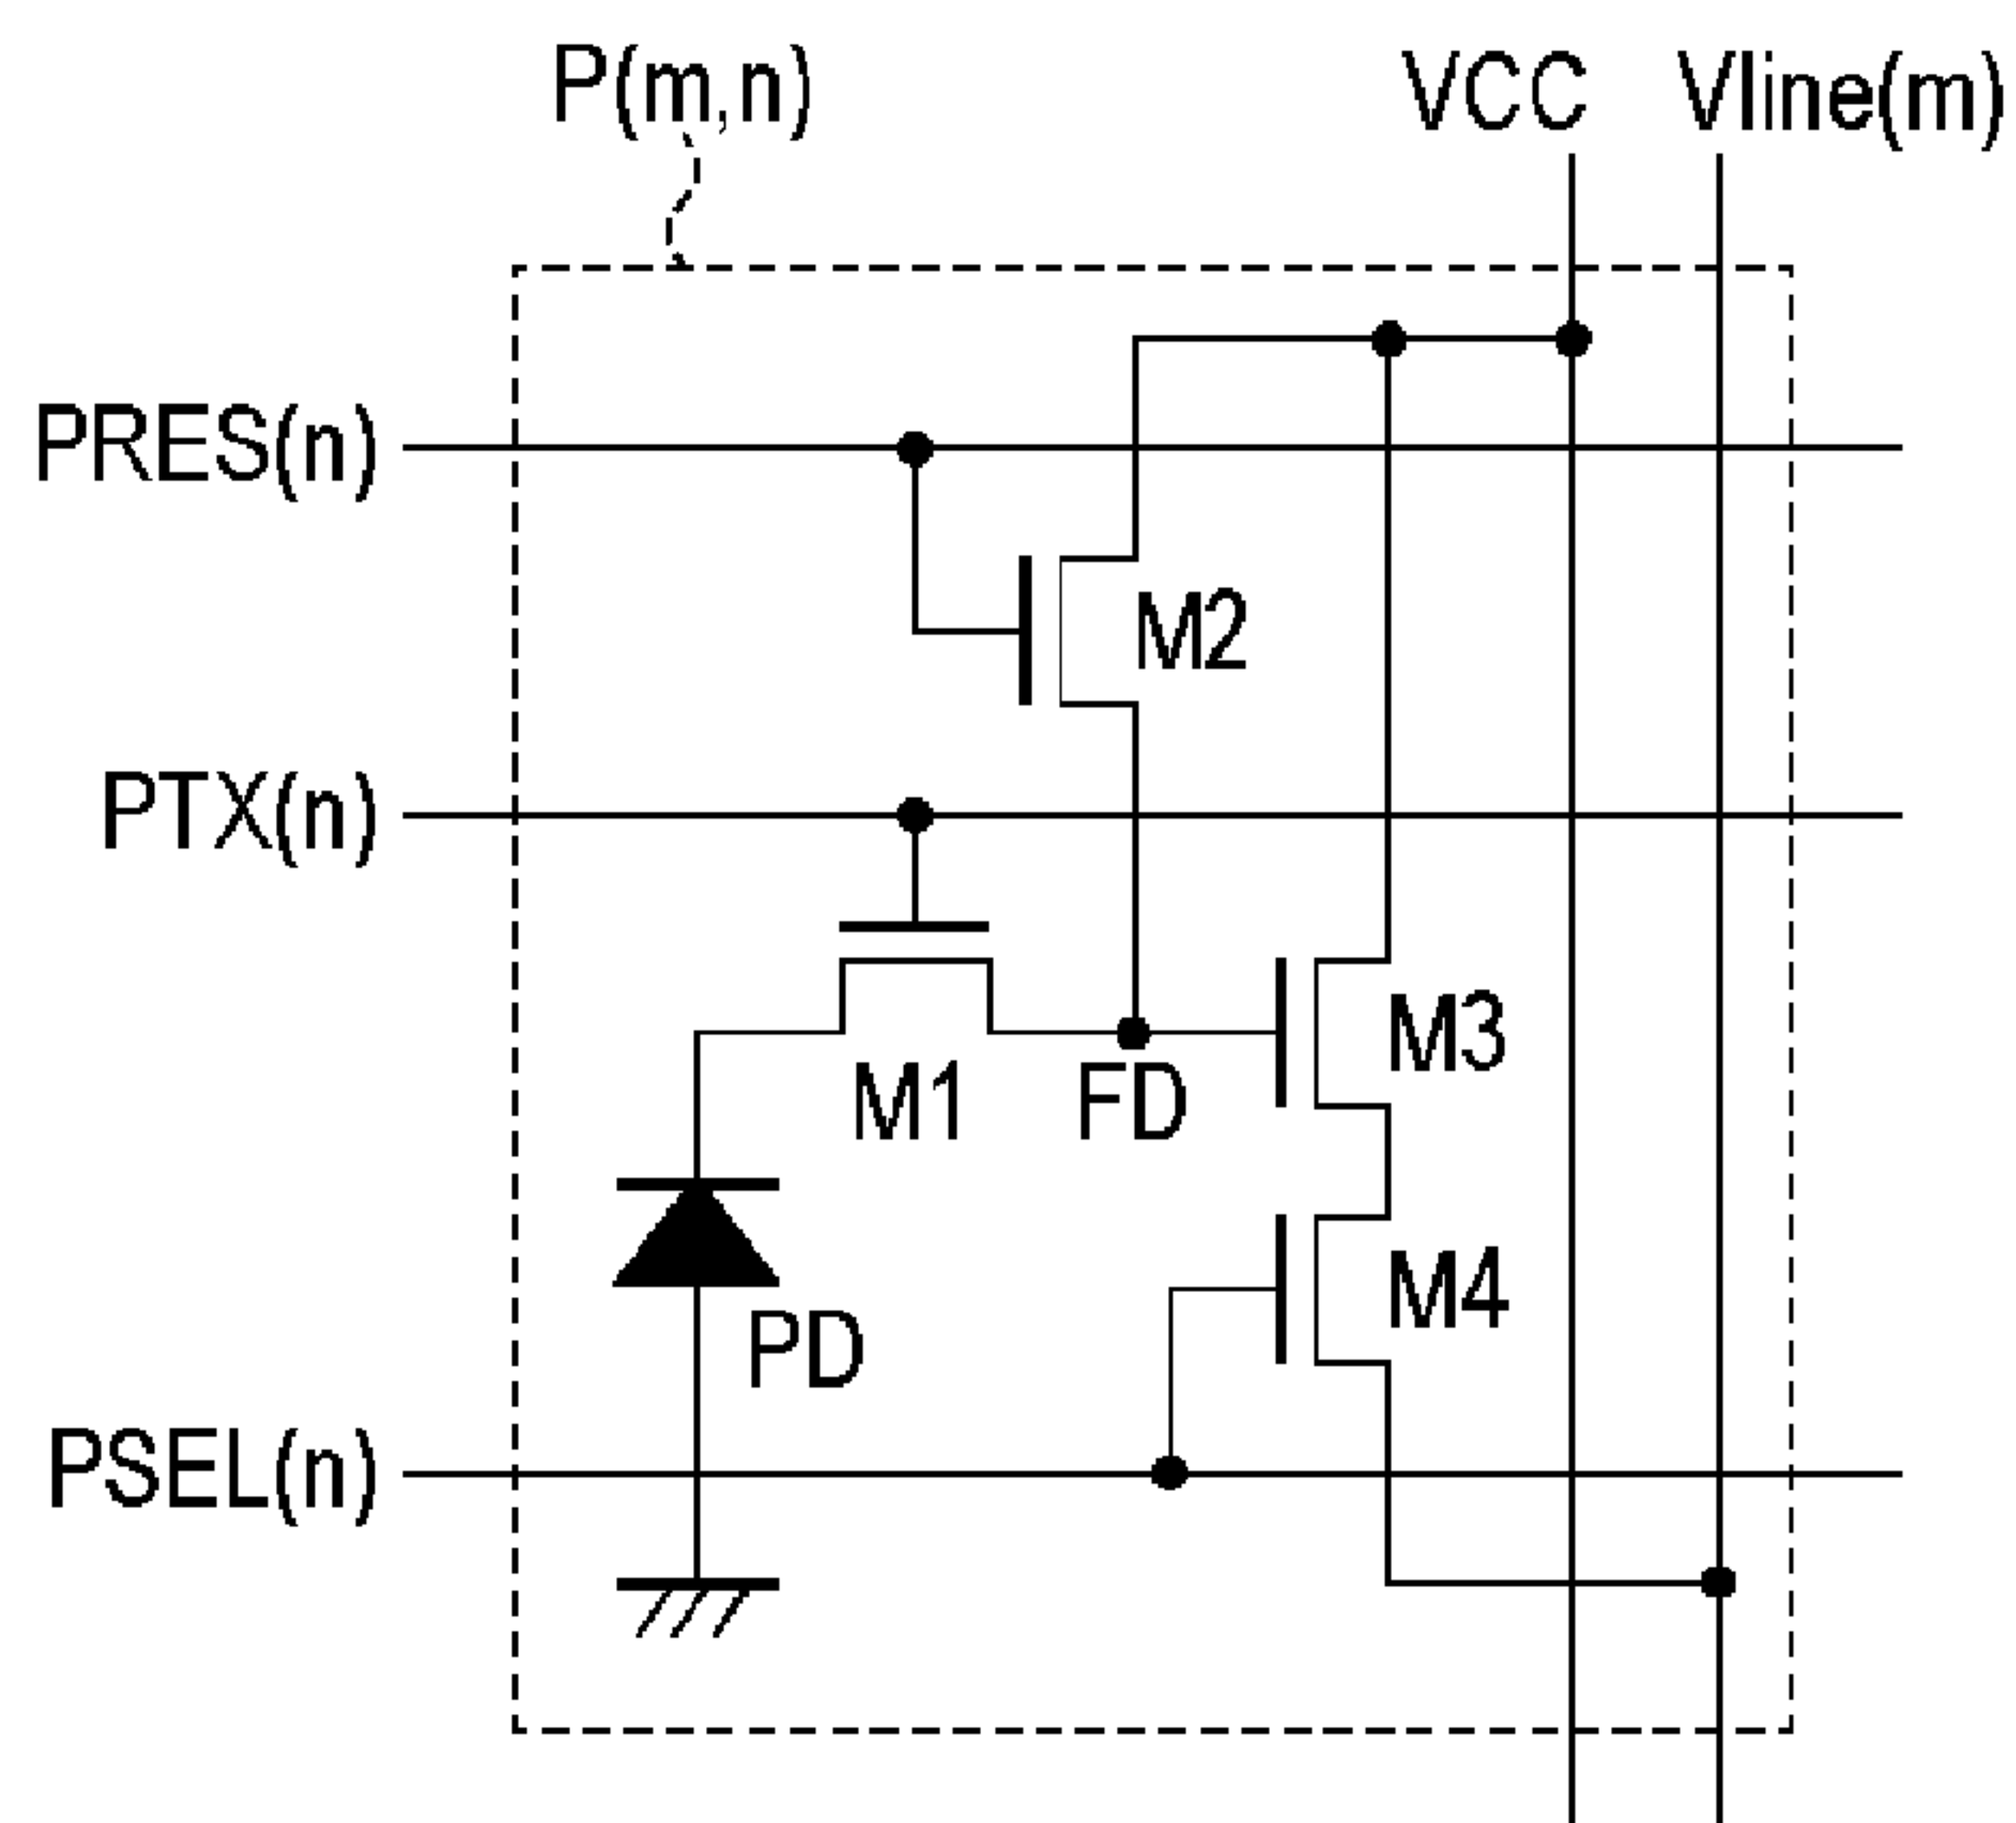 P(m,n)
VCC
Vline(m)
PRES(n)
M2
PTX(n)
M3
M1
FD
M4
PD
PSEL(n)